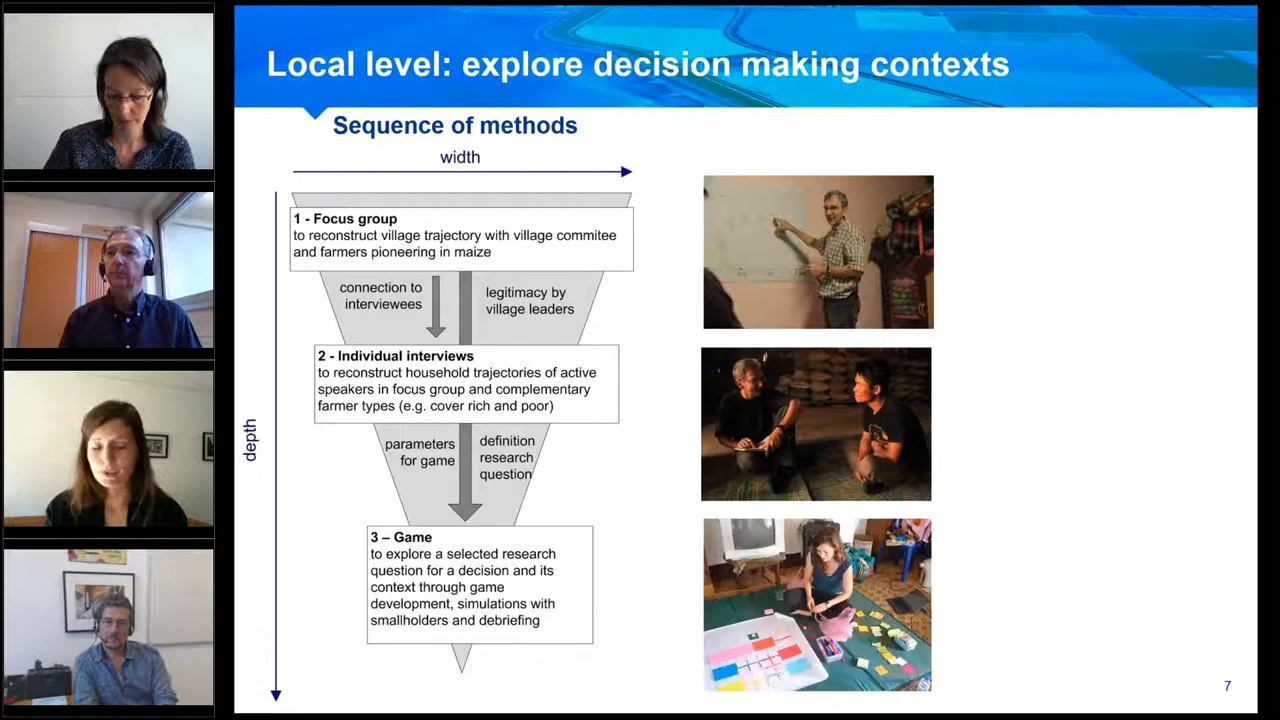 Local level: explore decision making contexts
Sequence of methods
width
depth
1 - Focus group
to reconstruct village trajectory with village commitee
and farmers pioneering in maize
connection to
interviewees
legitimacy by
village leaders
2 - Individual interviews
to reconstruct household trajectories of active
speakers in focus group and complementary
farmer types (e.g. cover rich and poor)
parameters
for game
definition
research
question
3 – Game
to explore a selected research
question for a decision and its
context through game
development, simulations with
smallholders and debriefing
7